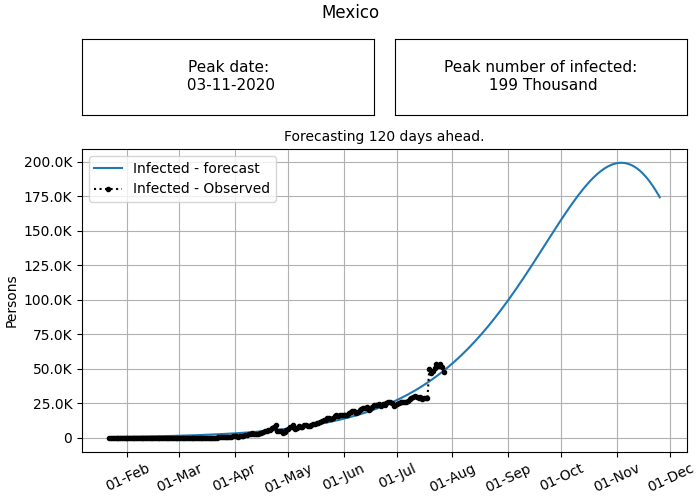 Mexico
Peak date:
03-11-2020
Peak number of infected:
199 Thousand
Forecasting 120 days ahead.
Infected - forecast
Infected - Observed
Persons
200.0K
175.0K
150.0K
125.0K
100.0K
75.0K
50.0K
25.0K
0
01-Feb
01-Mar
01-Apr
01-May
01-Jun
01-Jul
01-Aug
01-Sep
01-Oct
01-Nov
01-Dec